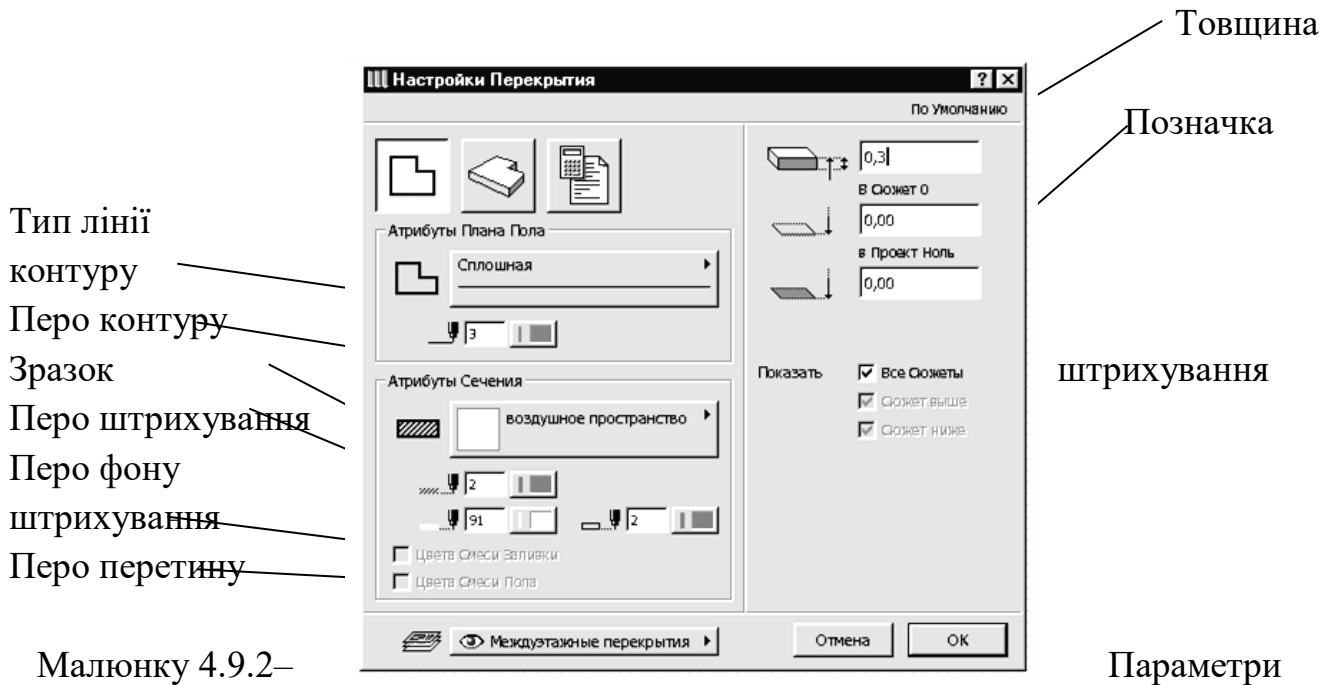 Товщина
Настройки Перекрытия
По Умолчанию
Позначка
0,3
В Сюжет 0
0,00
в Проект Ноль
0,00
Тип лінії
контуру
Атрибуты Плана Пола
Сплошная
Перо контуру
3
Зразок
штрихування
Атрибуты Сечения
Показать
Все Сюжеты
Сюжет выше
Сюжет ниже
воздушное пространство
Перо штрихування
Перо фону
штрихування
2
91
2
Перо перетину
Цвета Смеси Заливки
Цвета Смеси Пола
Междуэтажные перекрытия
Отмена
OK
Малюнку 4.9.2–
Параметри